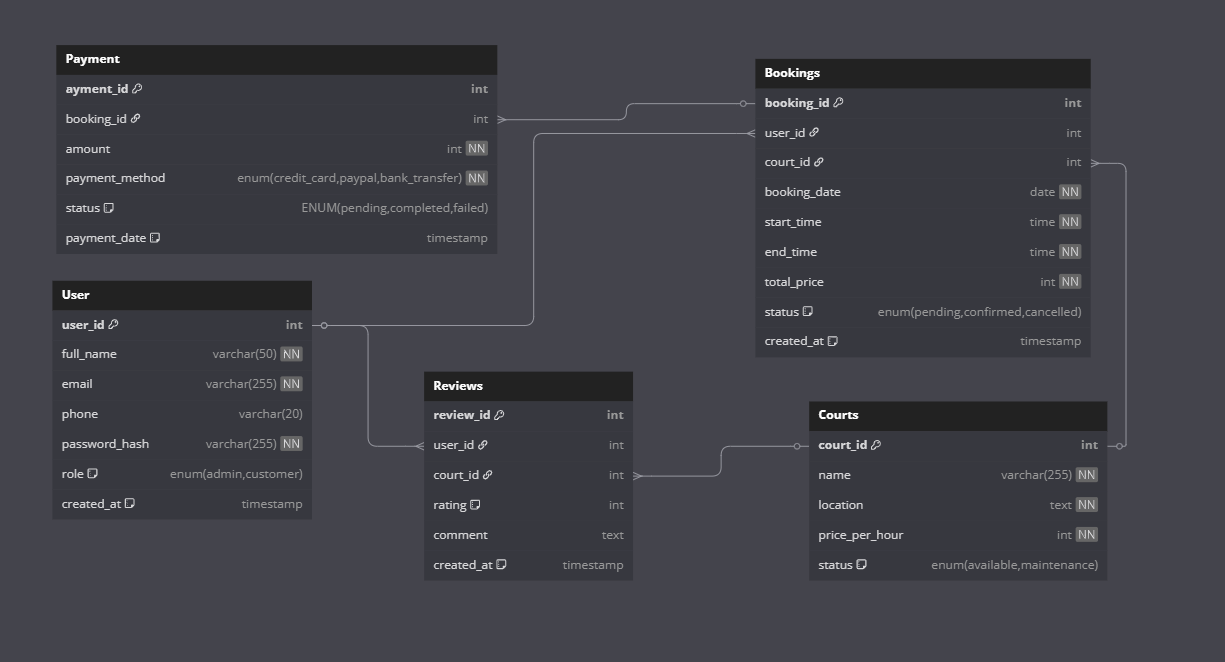 Payment
ayment_id int
booking_id int
amount int NN
payment_method enum(credit_card,paypal,bank_transfer) NN
status ENUM(pending,completed,failed)
payment_date timestamp
Bookings
booking_id int
user_id int
court_id int
booking_date date NN
start_time time NN
end_time time NN
total_price int NN
status enum(pending,confirmed,cancelled)
created_at timestamp
User
user_id int
full_name varchar(50) NN
email varchar(255) NN
phone varchar(20)
password_hash varchar(255) NN
role enum(admin,customer)
created_at timestamp
Reviews
review_id int
user_id int
court_id int
rating int
comment text
created_at timestamp
Courts
court_id int
name varchar(255) NN
location text NN
price_per_hour int NN
status enum(available,maintenance)